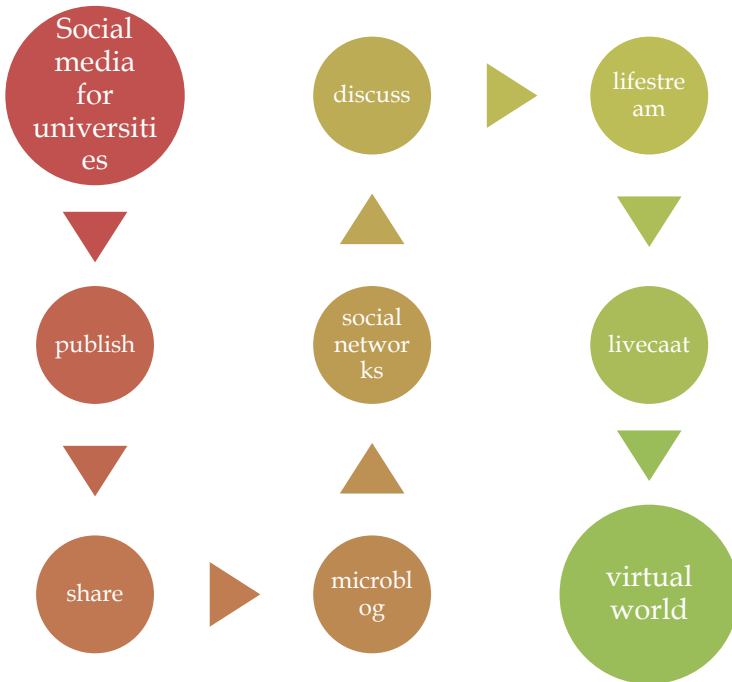 Social
media
for
universiti
es
publish
share
microbl
og
social
networ
ks
discuss
lifestre
am
livecaat
virtual
world